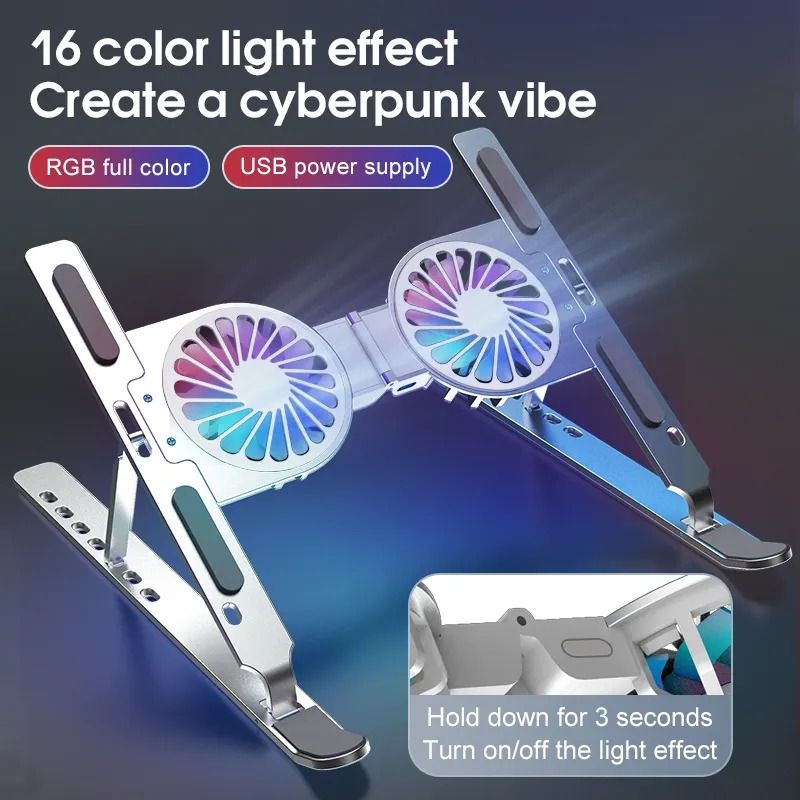 16 color light effect
Create a cyberpunk vibe
RGB full color
USB power supply
Hold down for 3 seconds
Turn on/off the light effect